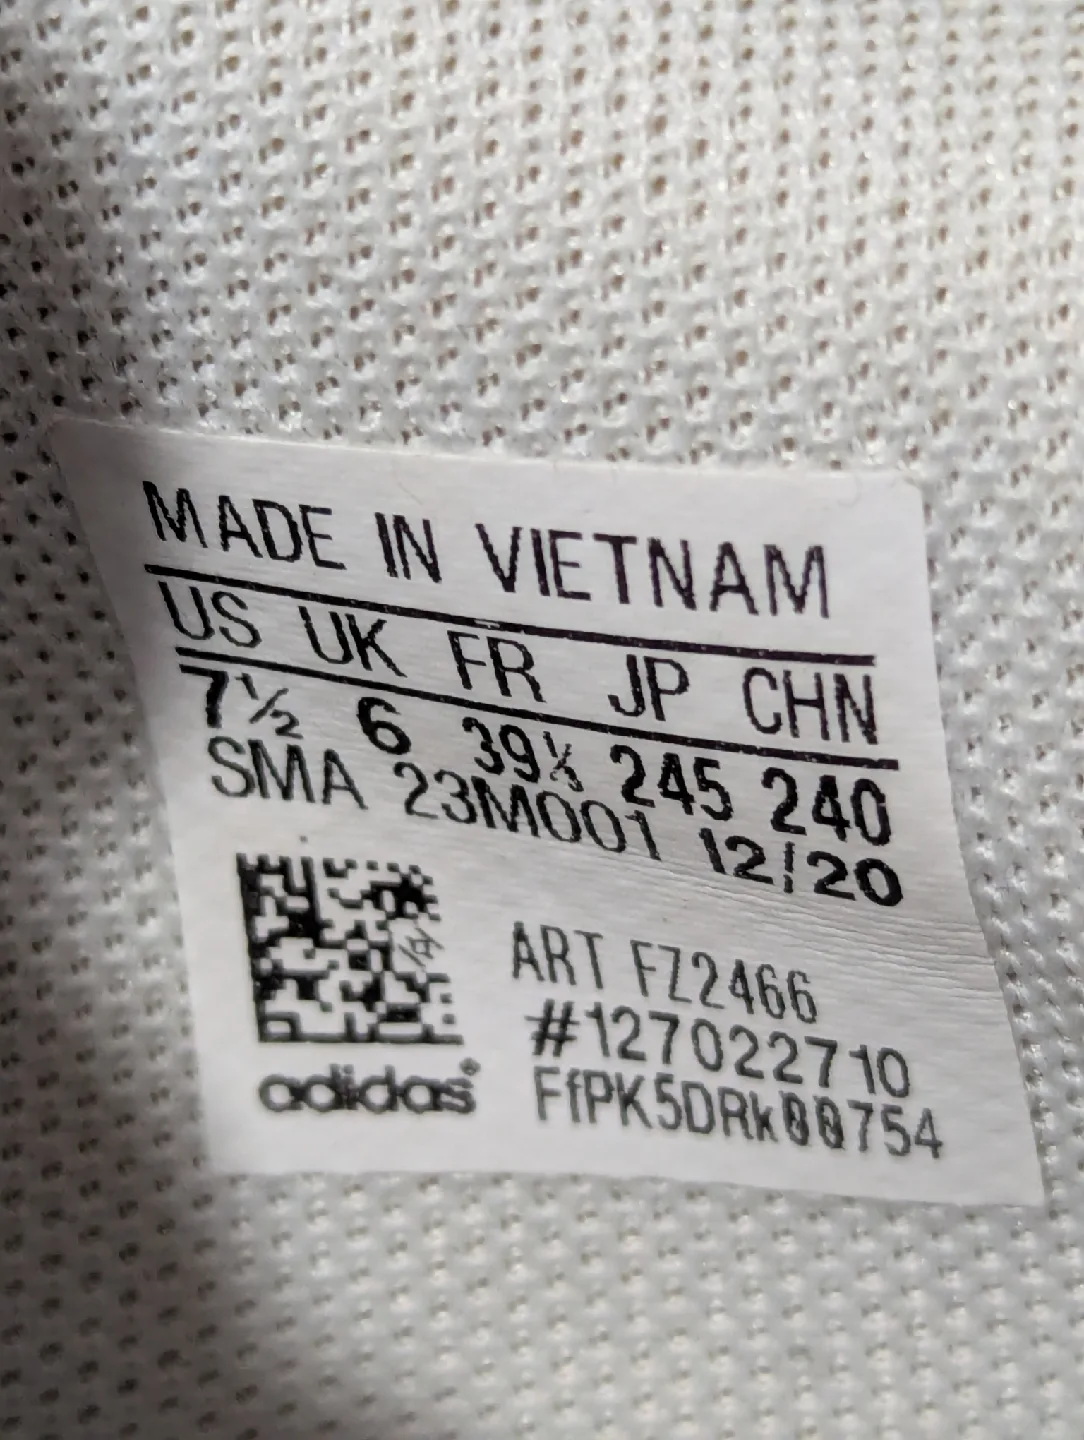 MADE IN VIETNAM
US UK FR JP CHN
7½ 6 39⅓ 245 240
SMA 23M001 12/20
ART FZ2466
#127022710
FfPK5DRk00754
adidas